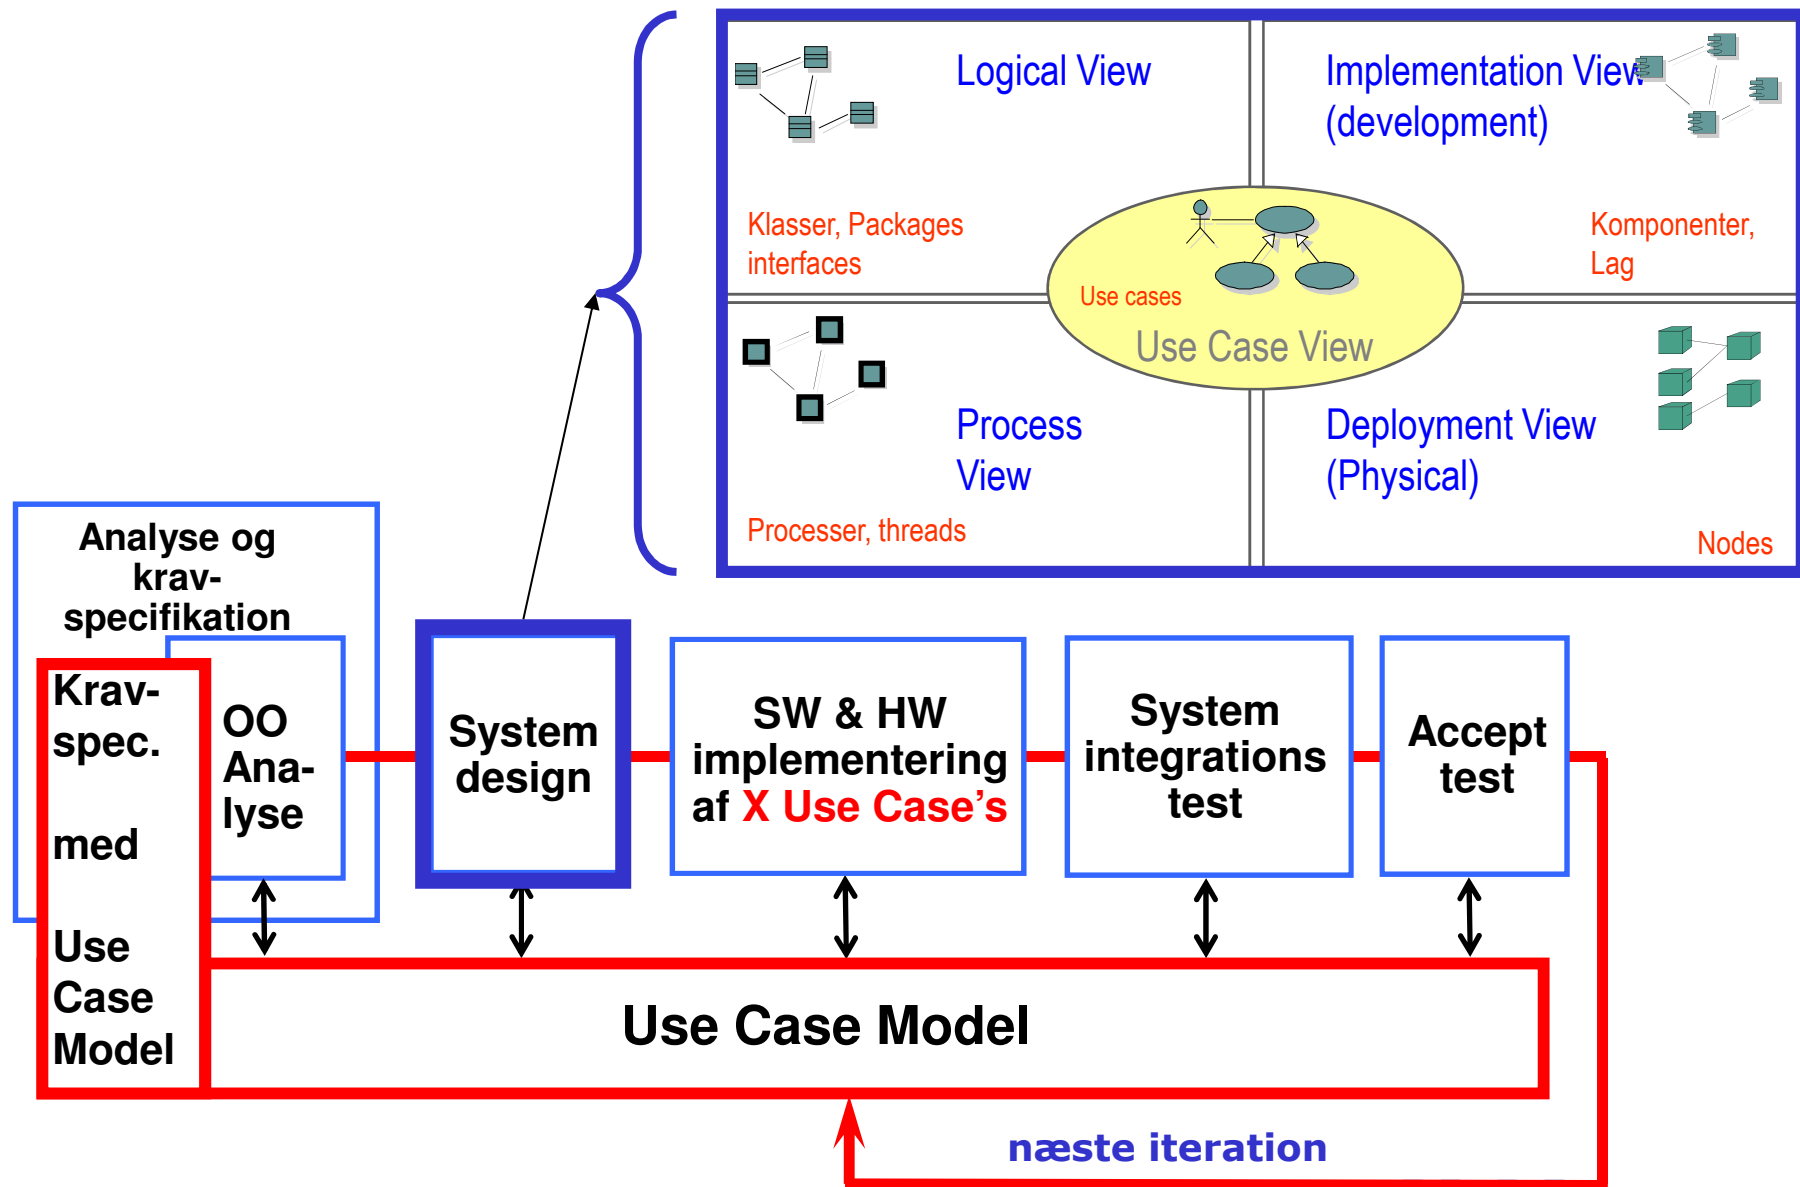 Logical View
Implementation View
(development)
Klasser, Packages
interfaces
Komponenter,
Lag
Use cases
Use Case View
Process
View
Deployment View
(Physical)
Processer, threads
Nodes
Analyse og
krav-
specifikation
Krav-
spec.
med
Use
Case
Model
OO
Ana-
lyse
System
design
SW & HW
implementering
af X Use Case’s
System
integrations
test
Accept
test
Use Case Model
næste iteration